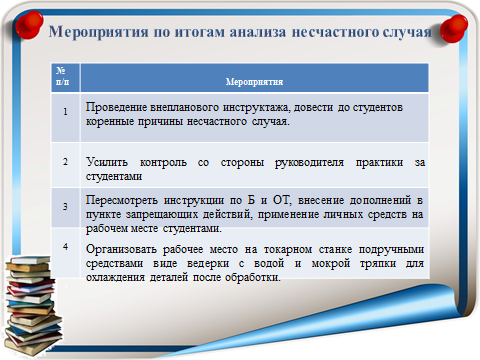 Мероприятия по итогам анализа несчастного случая
№
п/п
Мероприятия
1
Проведение внепланового инструктажа, довести до студентов
коренные причины несчастного случая.
2
Усилить контроль со стороны руководителя практики за
студентами
3
Пересмотреть инструкции по Б и ОТ, внесение дополнений в
пункте запрещающих действий, применение личных средств на
рабочем месте студентами.
4
Организовать рабочее место на токарном станке подручными
средствами виде ведерки с водой и мокрой тряпки для
охлаждения деталей после обработки.